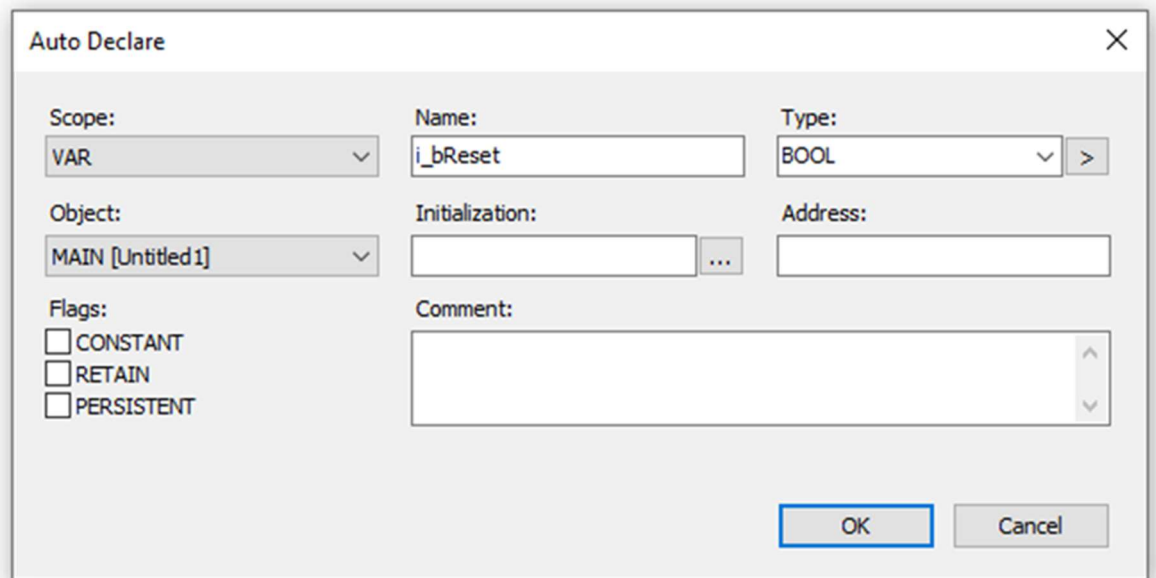 Auto Declare
Scope: Name: Type:
VAR i_bReset BOOL >
Object: Initialization: Address:
MAIN [Untitled1] ...
Flags: Comment:
CONSTANT
RETAIN
PERSISTENT
OK Cancel